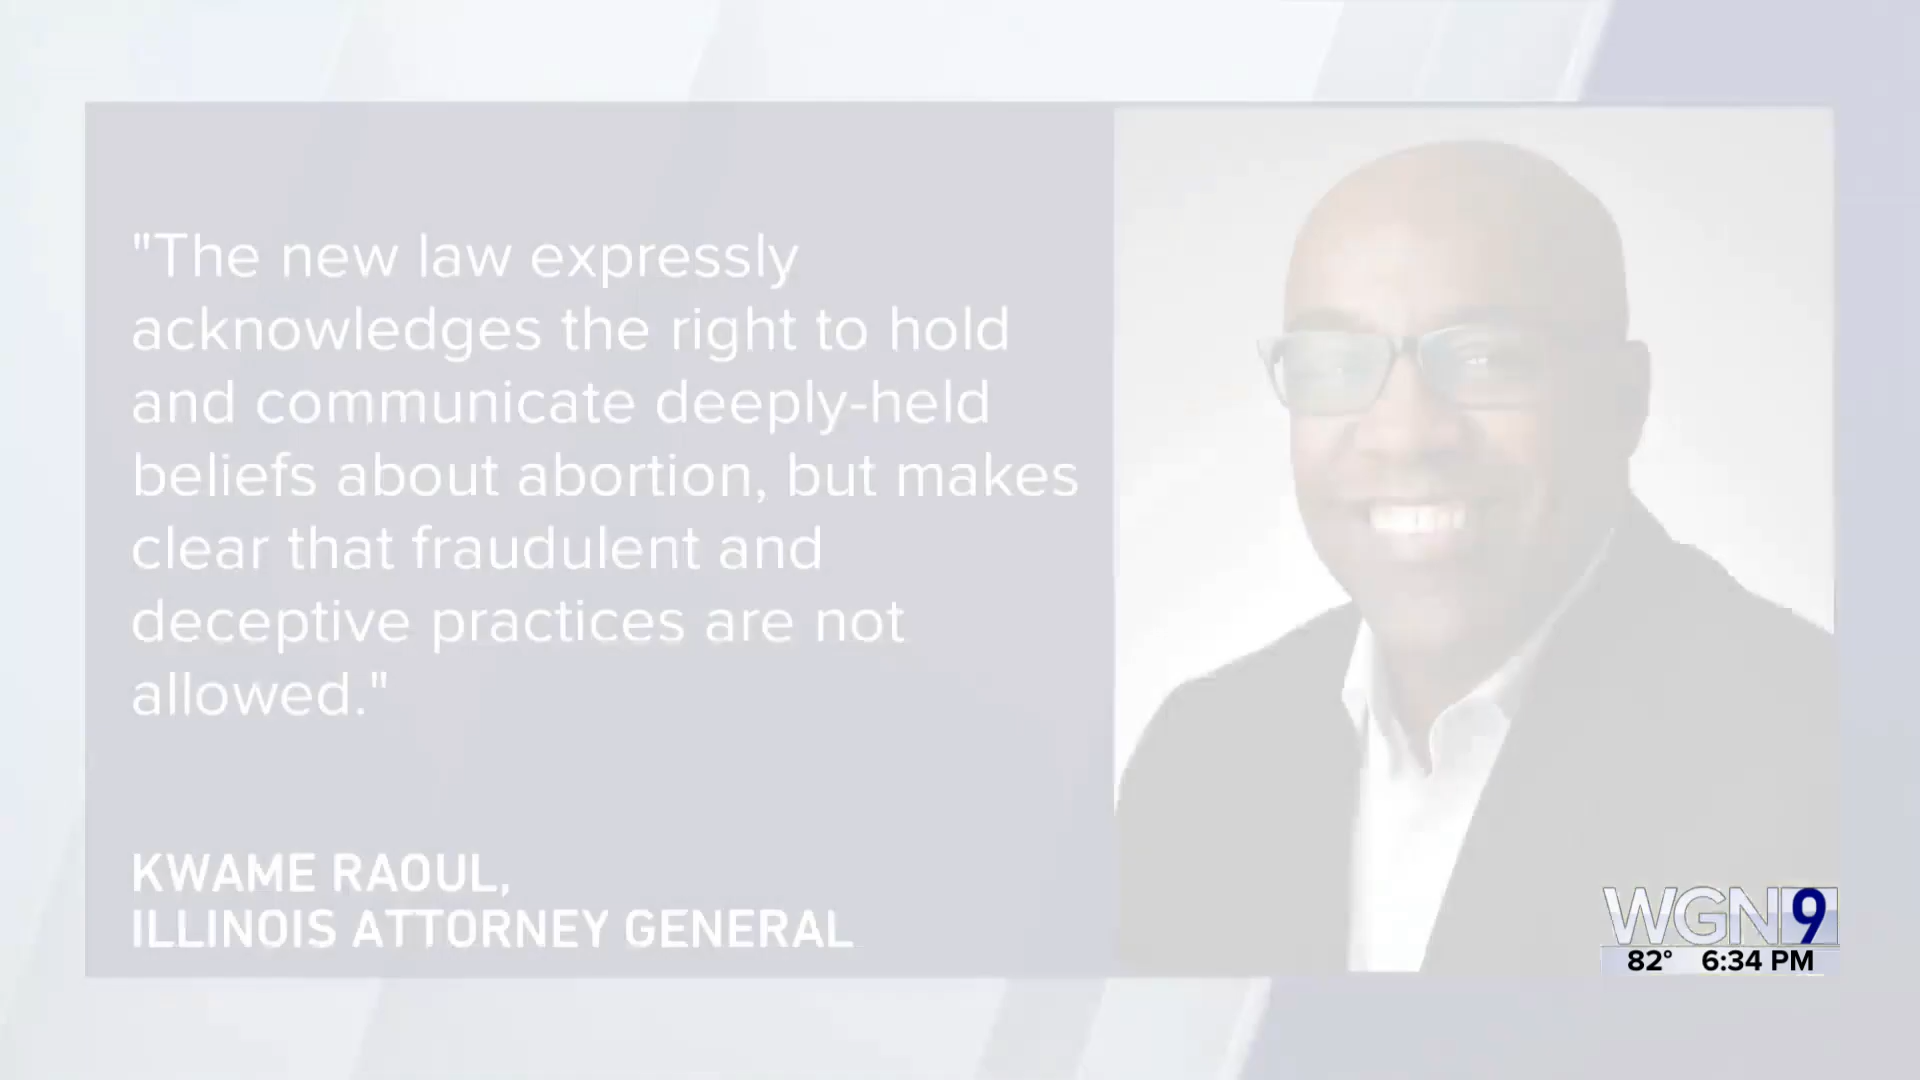 "The new law expressly
acknowledges the right to hold
and communicate deeply-held
beliefs about abortion, but makes
clear that fraudulent and
deceptive practices are not
allowed."
KWAME RAOUL,
ILLINOIS ATTORNEY GENERAL
WGN9
82° 6:34 PM